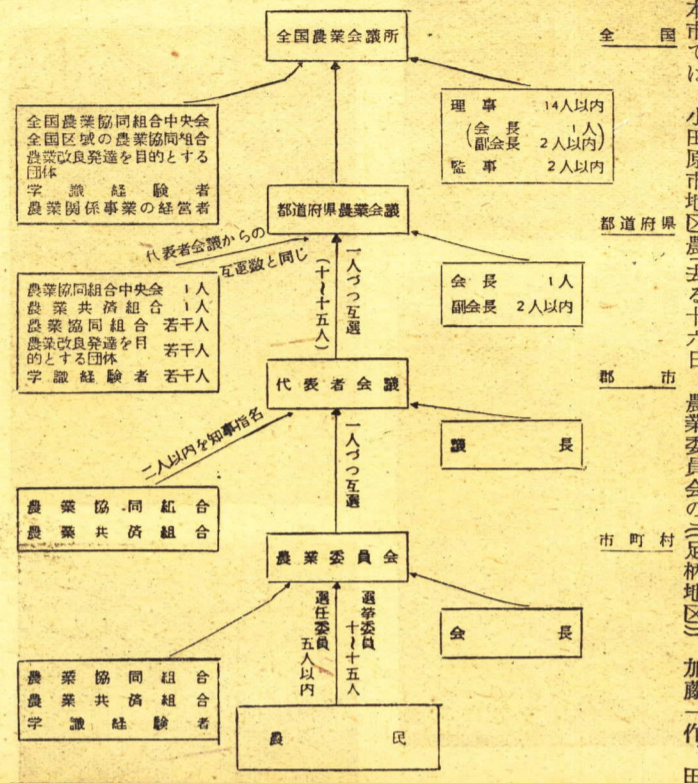 全国農業会議所
全国
理事 14人以内
(会長 1人
副会長 2人以内)
監事 2人以内
全国農業協同組合中央会
全国区域の農業協同組合
農業改良発達を目的とする
団体
学識経験者
農業関係事業の経営者
都道府県農業会議
都道府県
代表者会議からの
互選数と同じ
一人づつ互選
(十~十五人)
会長 1人
副会長 2人以内
農業協同組合中央会 1人
農業共済組合 1人
農業協同組合 若干人
農業改良発達を目
的とする団体 若干人
学識経験者 若干人
代表者会議
郡市
二人以内を知事指名
一人づつ互選
議長
農業協同組合
農業共済組合
農業委員会
市町村
選挙委員
十~十五人
選任委員
五人以内
会長
農業協同組合
農業共済組合
学識経験者
農民
本市では、小田原市地区農
去る十六日、農業委員会の
(足柄地区) 加藤一作